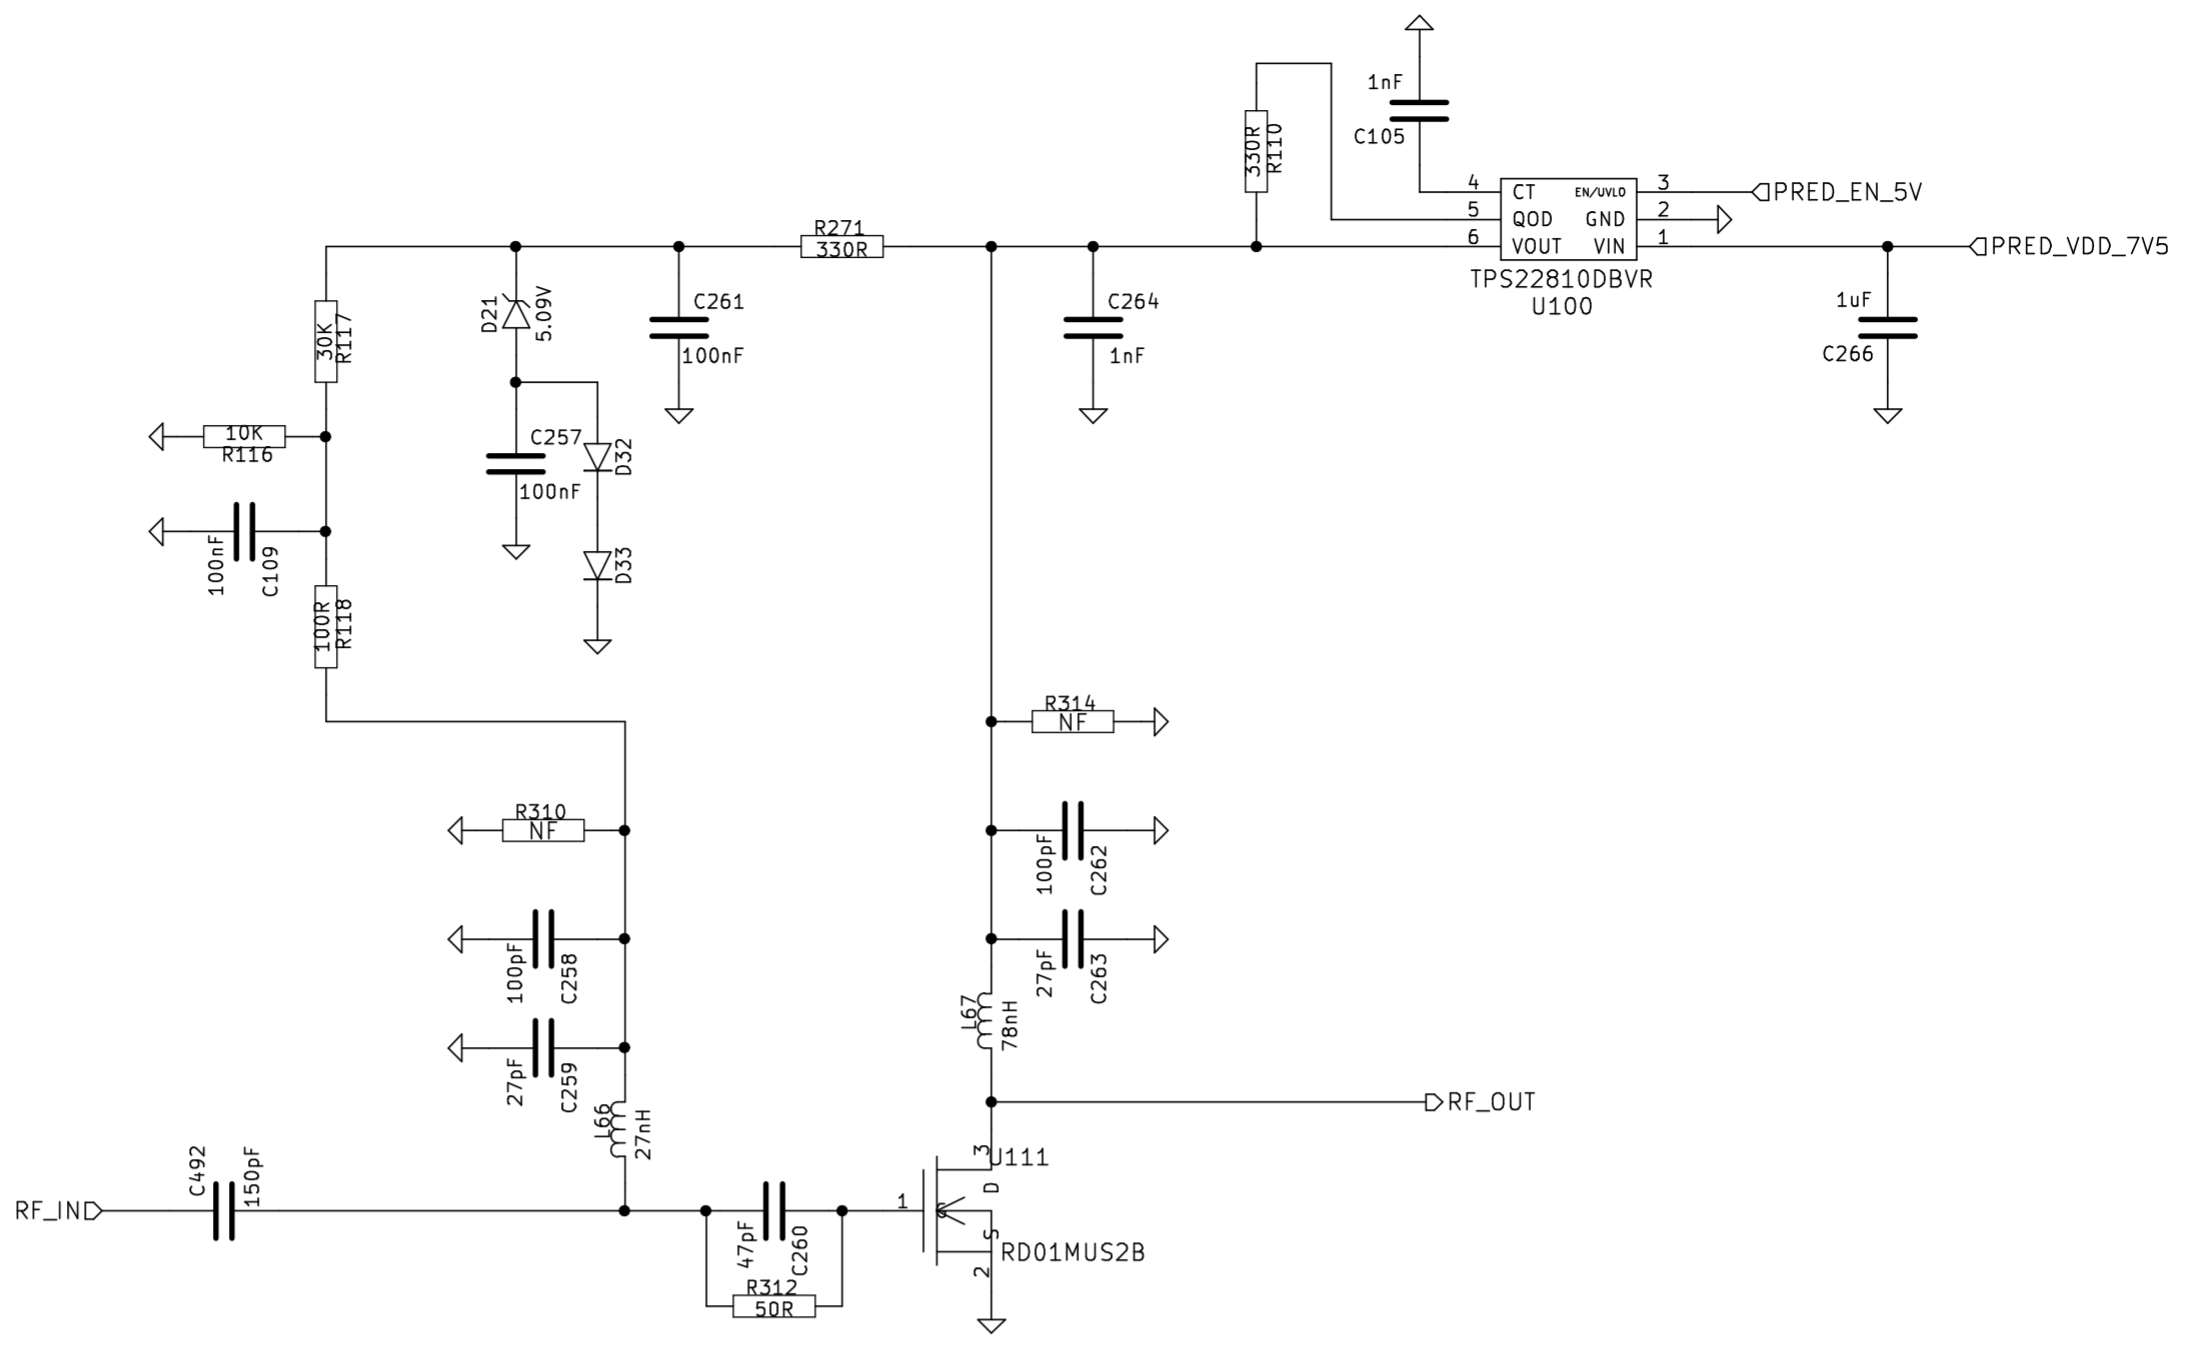 1nF
C105
330R
R110
4
CT
EN/UVLO
3
PRED_EN_5V
5
QOD
GND
2
6
VOUT
VIN
1
PRED_VDD_7V5
TPS22810DBVR
U100
R271
330R
30K
R117
D21
5.09V
C261
100nF
C264
1nF
1uF
C266
10K
R116
C257
100nF
D32
100nF
C109
D33
100R
R118
R314
NF
R310
NF
100pF
C262
100pF
C258
27pF
C263
L67
78nH
27pF
C259
L66
27nH
RF_OUT
C492
150pF
RF_IN
3
U111
D
1
G
S
47pF
C260
RD01MUS2B
2
R312
50R